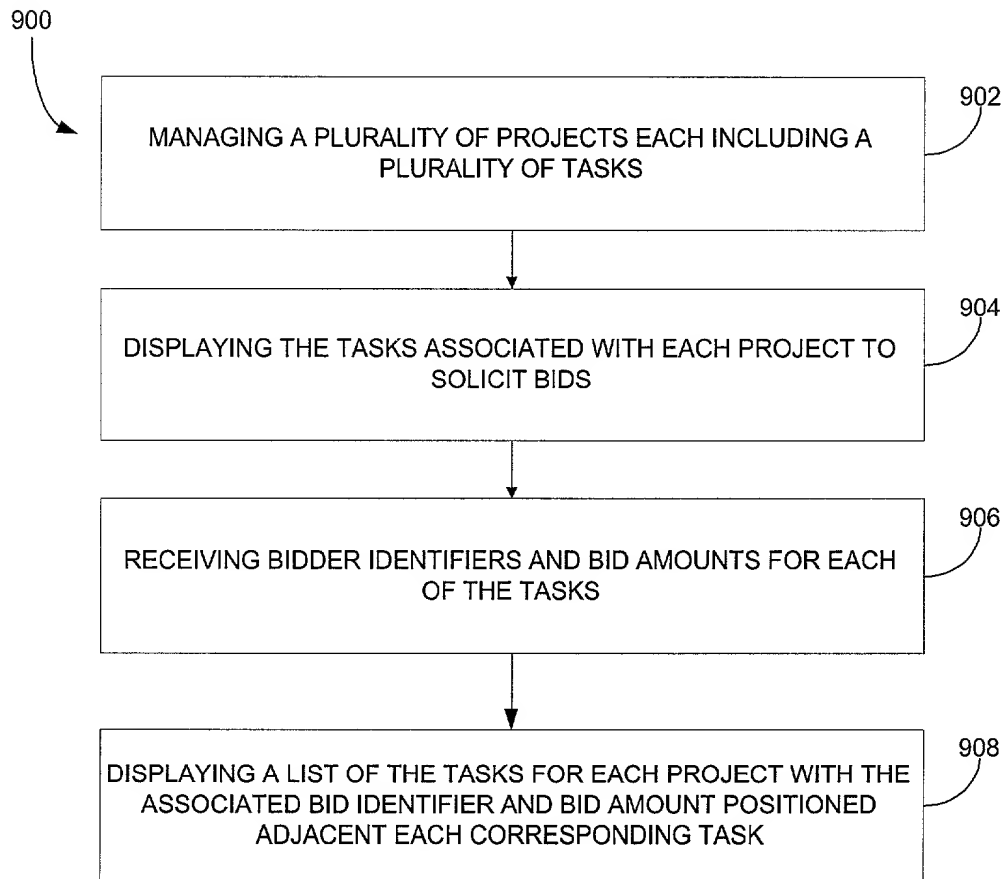 900
902
MANAGING A PLURALITY OF PROJECTS EACH INCLUDING A
PLURALITY OF TASKS
904
DISPLAYING THE TASKS ASSOCIATED WITH EACH PROJECT TO
SOLICIT BIDS
906
RECEIVING BIDDER IDENTIFIERS AND BID AMOUNTS FOR EACH
OF THE TASKS
908
DISPLAYING A LIST OF THE TASKS FOR EACH PROJECT WITH THE
ASSOCIATED BID IDENTIFIER AND BID AMOUNT POSITIONED
ADJACENT EACH CORRESPONDING TASK